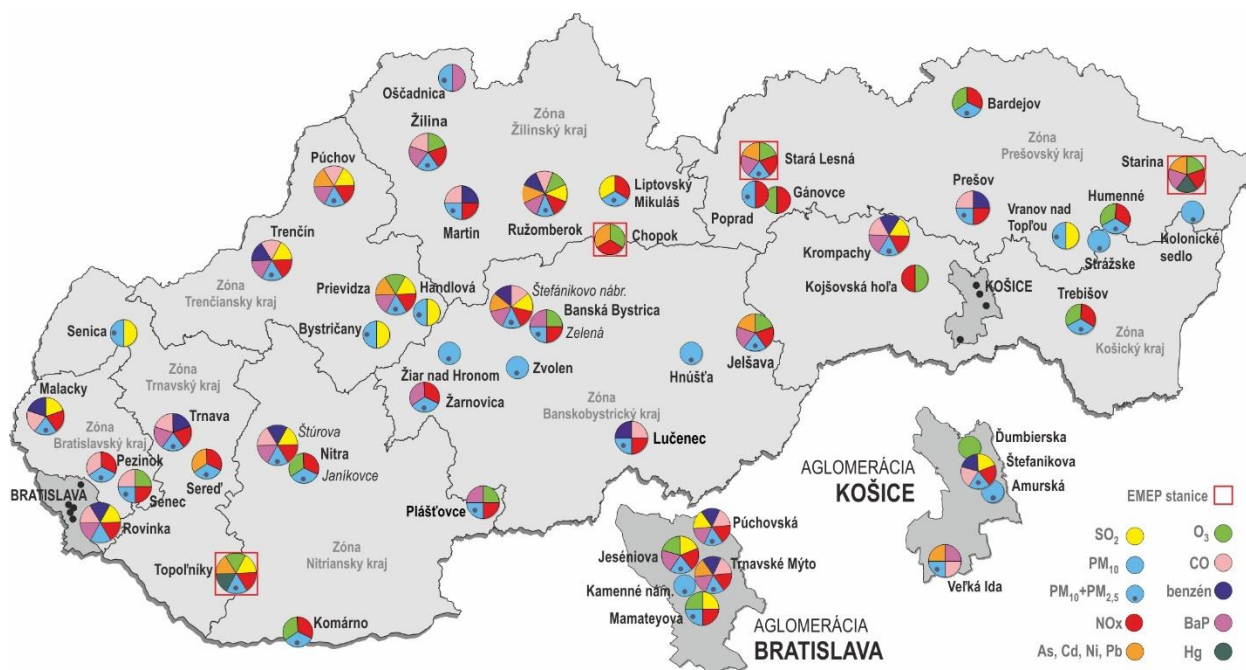 Oščadnica
Zóna
Žilinský kraj
Žilina
Bardejov
Zóna
Prešovský kraj
Púchov
Stará Lesná
Starina
Liptovský
Mikuláš
Gánovce
Poprad
Prešov
Humenné
Martin
Ružomberok
Vranov nad
Topľou
Kolonické
sedlo
Trenčín
Chopok
Krompachy
Strážske
Zóna
Trenčiansky kraj
Prievidza
Handlová
Štefánikovo nábr.
Banská Bystrica
Kojšovská hoľa
KOŠICE
Trebišov
Senica
Bystričany
Zelená
Jelšava
Zóna
Košický kraj
Zóna
Trnavský kraj
Žiar nad Hronom
Zvolen
Hnúšťa
Malacky
Žarnovica
Zóna
Banskobystrický kraj
Trnava
Zóna
Bratislavský kraj
Štúrova
Nitra
Janíkovce
Lučenec
Ďumbierska
Pezinok
Sereď
AGLOMERÁCIA
KOŠICE
Štefanikova
Amurská
BRATISLAVA
Senec
Plášťovce
EMEP stanice
Rovinka
Púchovská
Zóna
Nitriansky kraj
Jeséniova
Trnavské Mýto
SO2
O3
Topoľníky
Kamenné nám.
Veľká Ida
PM10
CO
Mamateyova
PM10+PM2,5
benzén
Komárno
AGLOMERÁCIA
BRATISLAVA
NOx
BaP
As, Cd, Ni, Pb
Hg